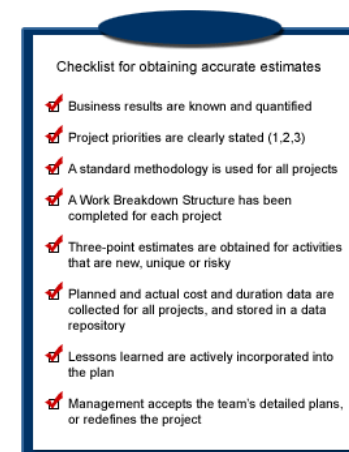 Checklist for obtaining accurate estimates
Business results are known and quantified
Project priorities are clearly stated (1,2,3)
A standard methodology is used for all projects
A Work Breakdown Structure has been
completed for each project
Three-point estimates are obtained for activities
that are new, unique or risky
Planned and actual cost and duration data are
collected for all projects, and stored in a data
repository
Lessons learned are actively incorporated into
the plan
Management accepts the team's detailed plans,
or redefines the project